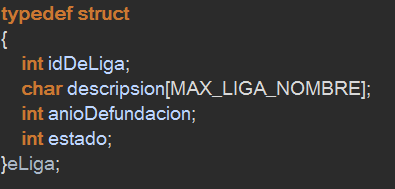 typedef struct
{
int idDeLiga;
char descripsion[MAX_LIGA_NOMBRE];
int anioDefundacion;
int estado;
}eLiga;